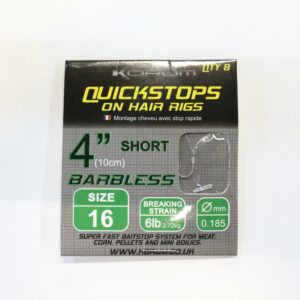 QTY 8
KORUM
QUICKSTOPS
ON HAIR RIGS
Montage cheveu avec stop rapide
4" SHORT
(10cm)
BARBLESS
SIZE
16
BREAKING
STRAIN
6lb 2.72kg
Ø mm
0.185
SUPER FAST BAITSTOP SYSTEM FOR MEAT,
CORN, PELLETS AND MINI BOILIES.
WWW.KORUM.CO.UK